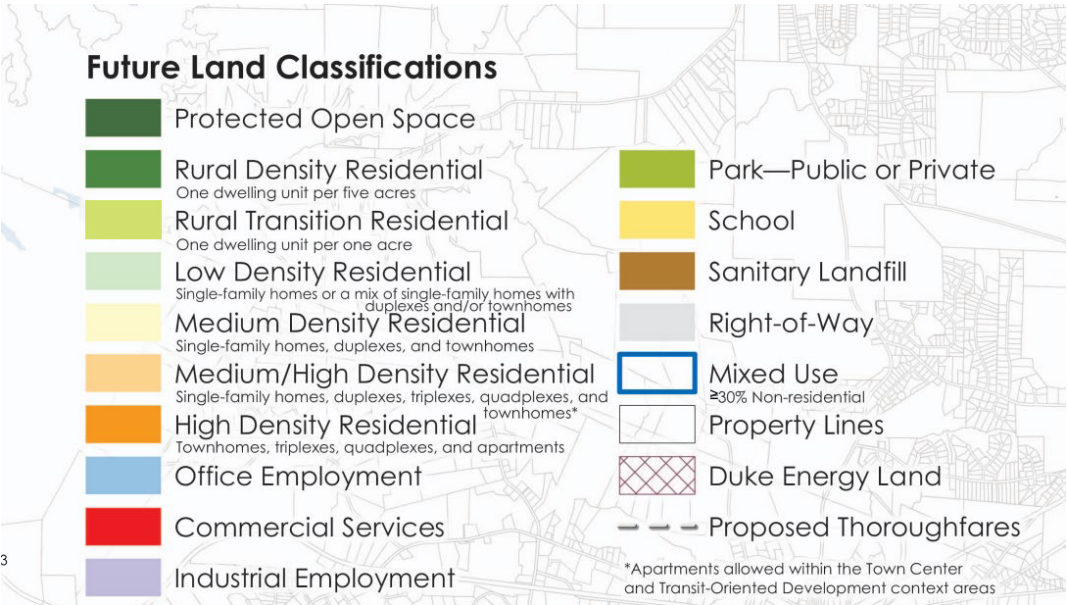 Future Land Classifications
Protected Open Space
Rural Density Residential
One dwelling unit per five acres
Rural Transition Residential
One dwelling unit per one acre
Low Density Residential
Single-family homes or a mix of single-family homes with
duplexes and/or townhomes
Medium Density Residential
Single-family homes, duplexes, and townhomes
Medium/High Density Residential
Single-family homes, duplexes, triplexes, quadplexes, and
townhomes*
High Density Residential
Townhomes, triplexes, quadplexes, and apartments
Office Employment
Commercial Services
3
Industrial Employment
Park—Public or Private
School
Sanitary Landfill
Right-of-Way
Mixed Use
≥30% Non-residential
Property Lines
Duke Energy Land
Proposed Thoroughfares
*Apartments allowed within the Town Center
and Transit-Oriented Development context areas